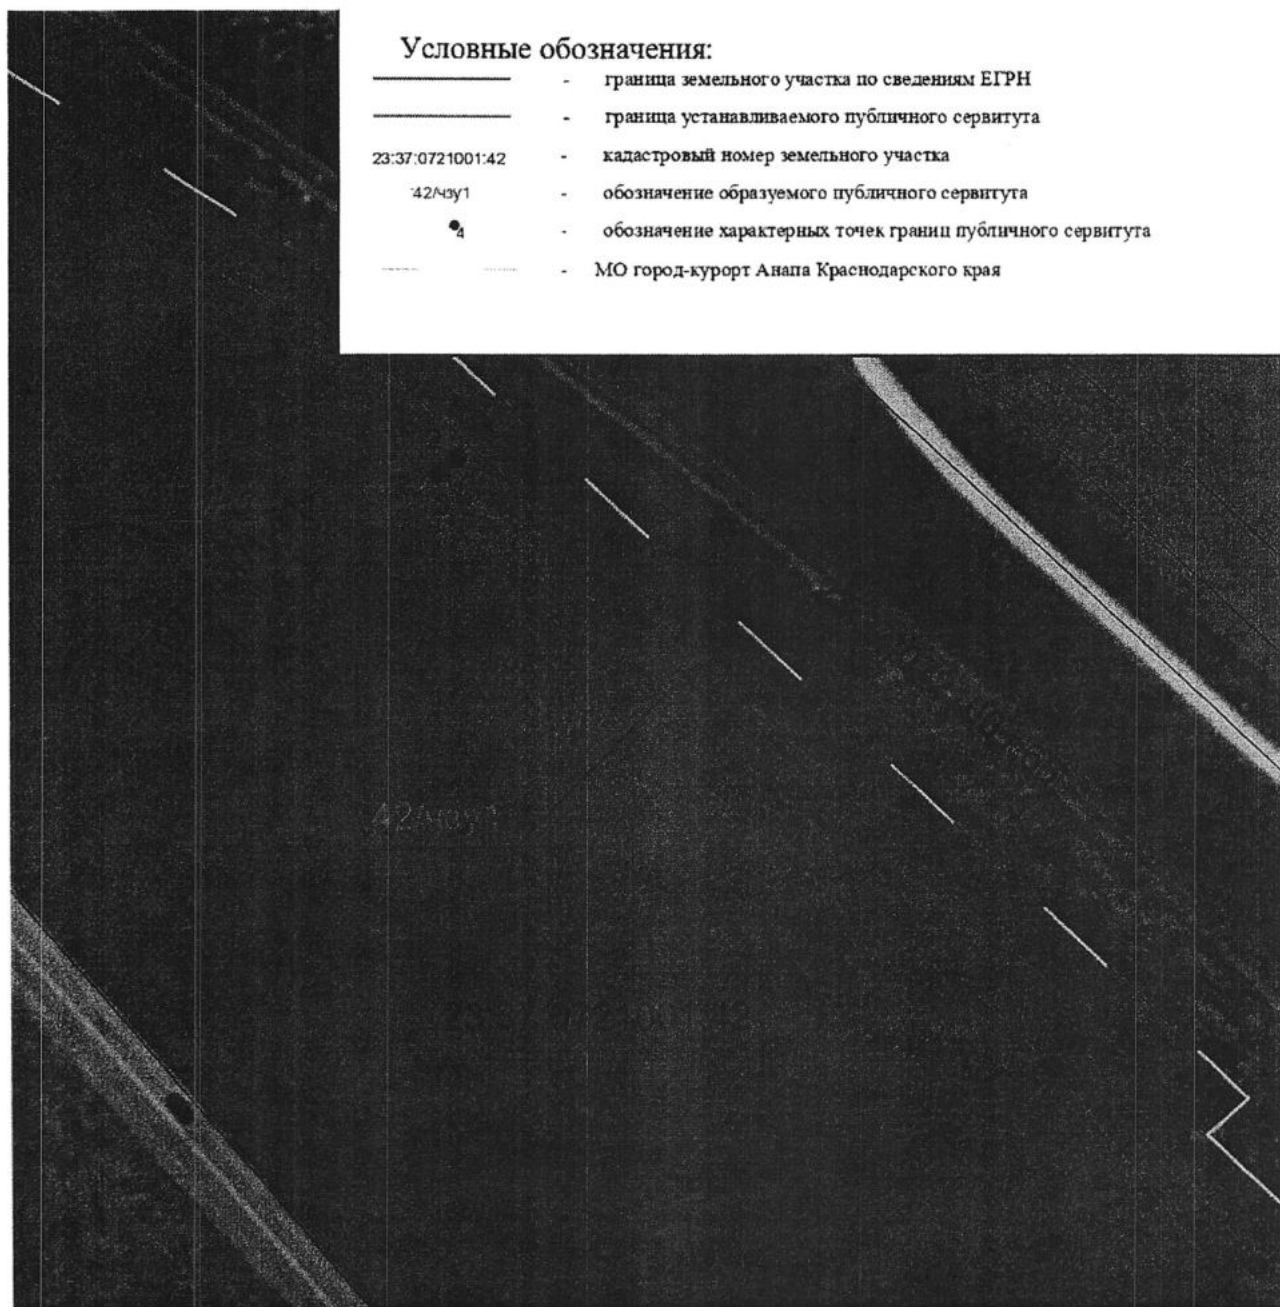 Условные обозначения:
- граница земельного участка по сведениям ЕГРН
- граница устанавливаемого публичного сервитута
23:37:0721001:42 - кадастровый номер земельного участка
:42/чзу1 - обозначение образуемого публичного сервитута
4 - обозначение характерных точек границ публичного сервитута
- МО город-курорт Анапа Краснодарского края
:42/чзу1